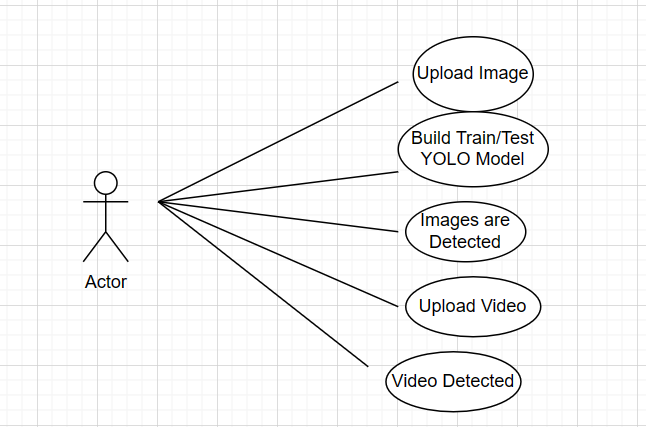 Upload Image
Build Train/Test
YOLO Model
Images are
Detected
Actor
Upload Video
Video Detected